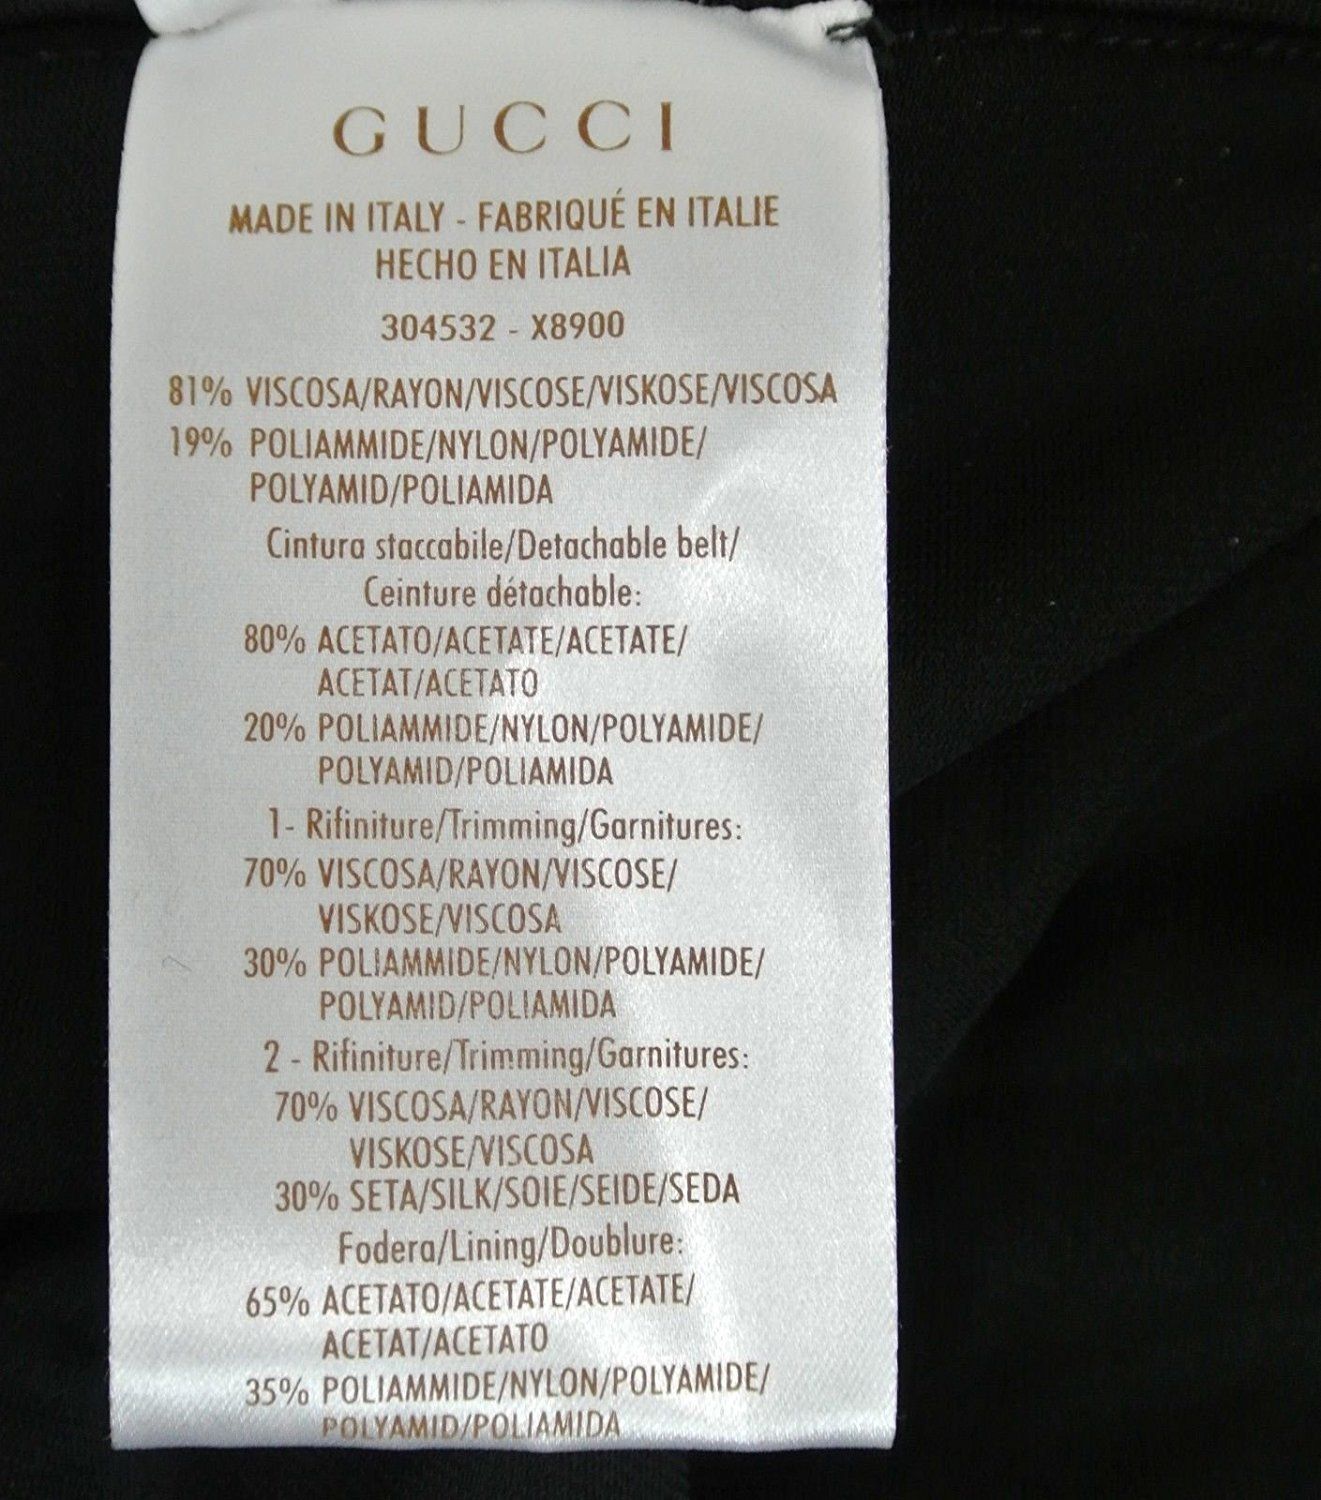 GUCCI
MADE IN ITALY - FABRIQUÉ EN ITALIE
HECHO EN ITALIA
304532 - X8900
81% VISCOSA/RAYON/VISCOSE/VISKOSE/VISCOSA
19% POLIAMMIDE/NYLON/POLYAMIDE/
POLYAMID/POLIAMIDA
Cintura staccabile/Detachable belt/
Ceinture détachable:
80% ACETATO/ACETATE/ACETATE/
ACETAT/ACETATO
20% POLIAMMIDE/NYLON/POLYAMIDE/
POLYAMID/POLIAMIDA
1- Rifiniture/Trimming/Garnitures:
70% VISCOSA/RAYON/VISCOSE/
VISKOSE/VISCOSA
30% POLIAMMIDE/NYLON/POLYAMIDE/
POLYAMID/POLIAMIDA
2 - Rifiniture/Trimming/Garnitures:
70% VISCOSA/RAYON/VISCOSE/
VISKOSE/VISCOSA
30% SETA/SILK/SOIE/SEIDE/SEDA
Fodera/Lining/Doublure:
65% ACETATO/ACETATE/ACETATE/
ACETAT/ACETATO
35% POLIAMMIDE/NYLON/POLYAMIDE/
POLYAMID/POLIAMIDA